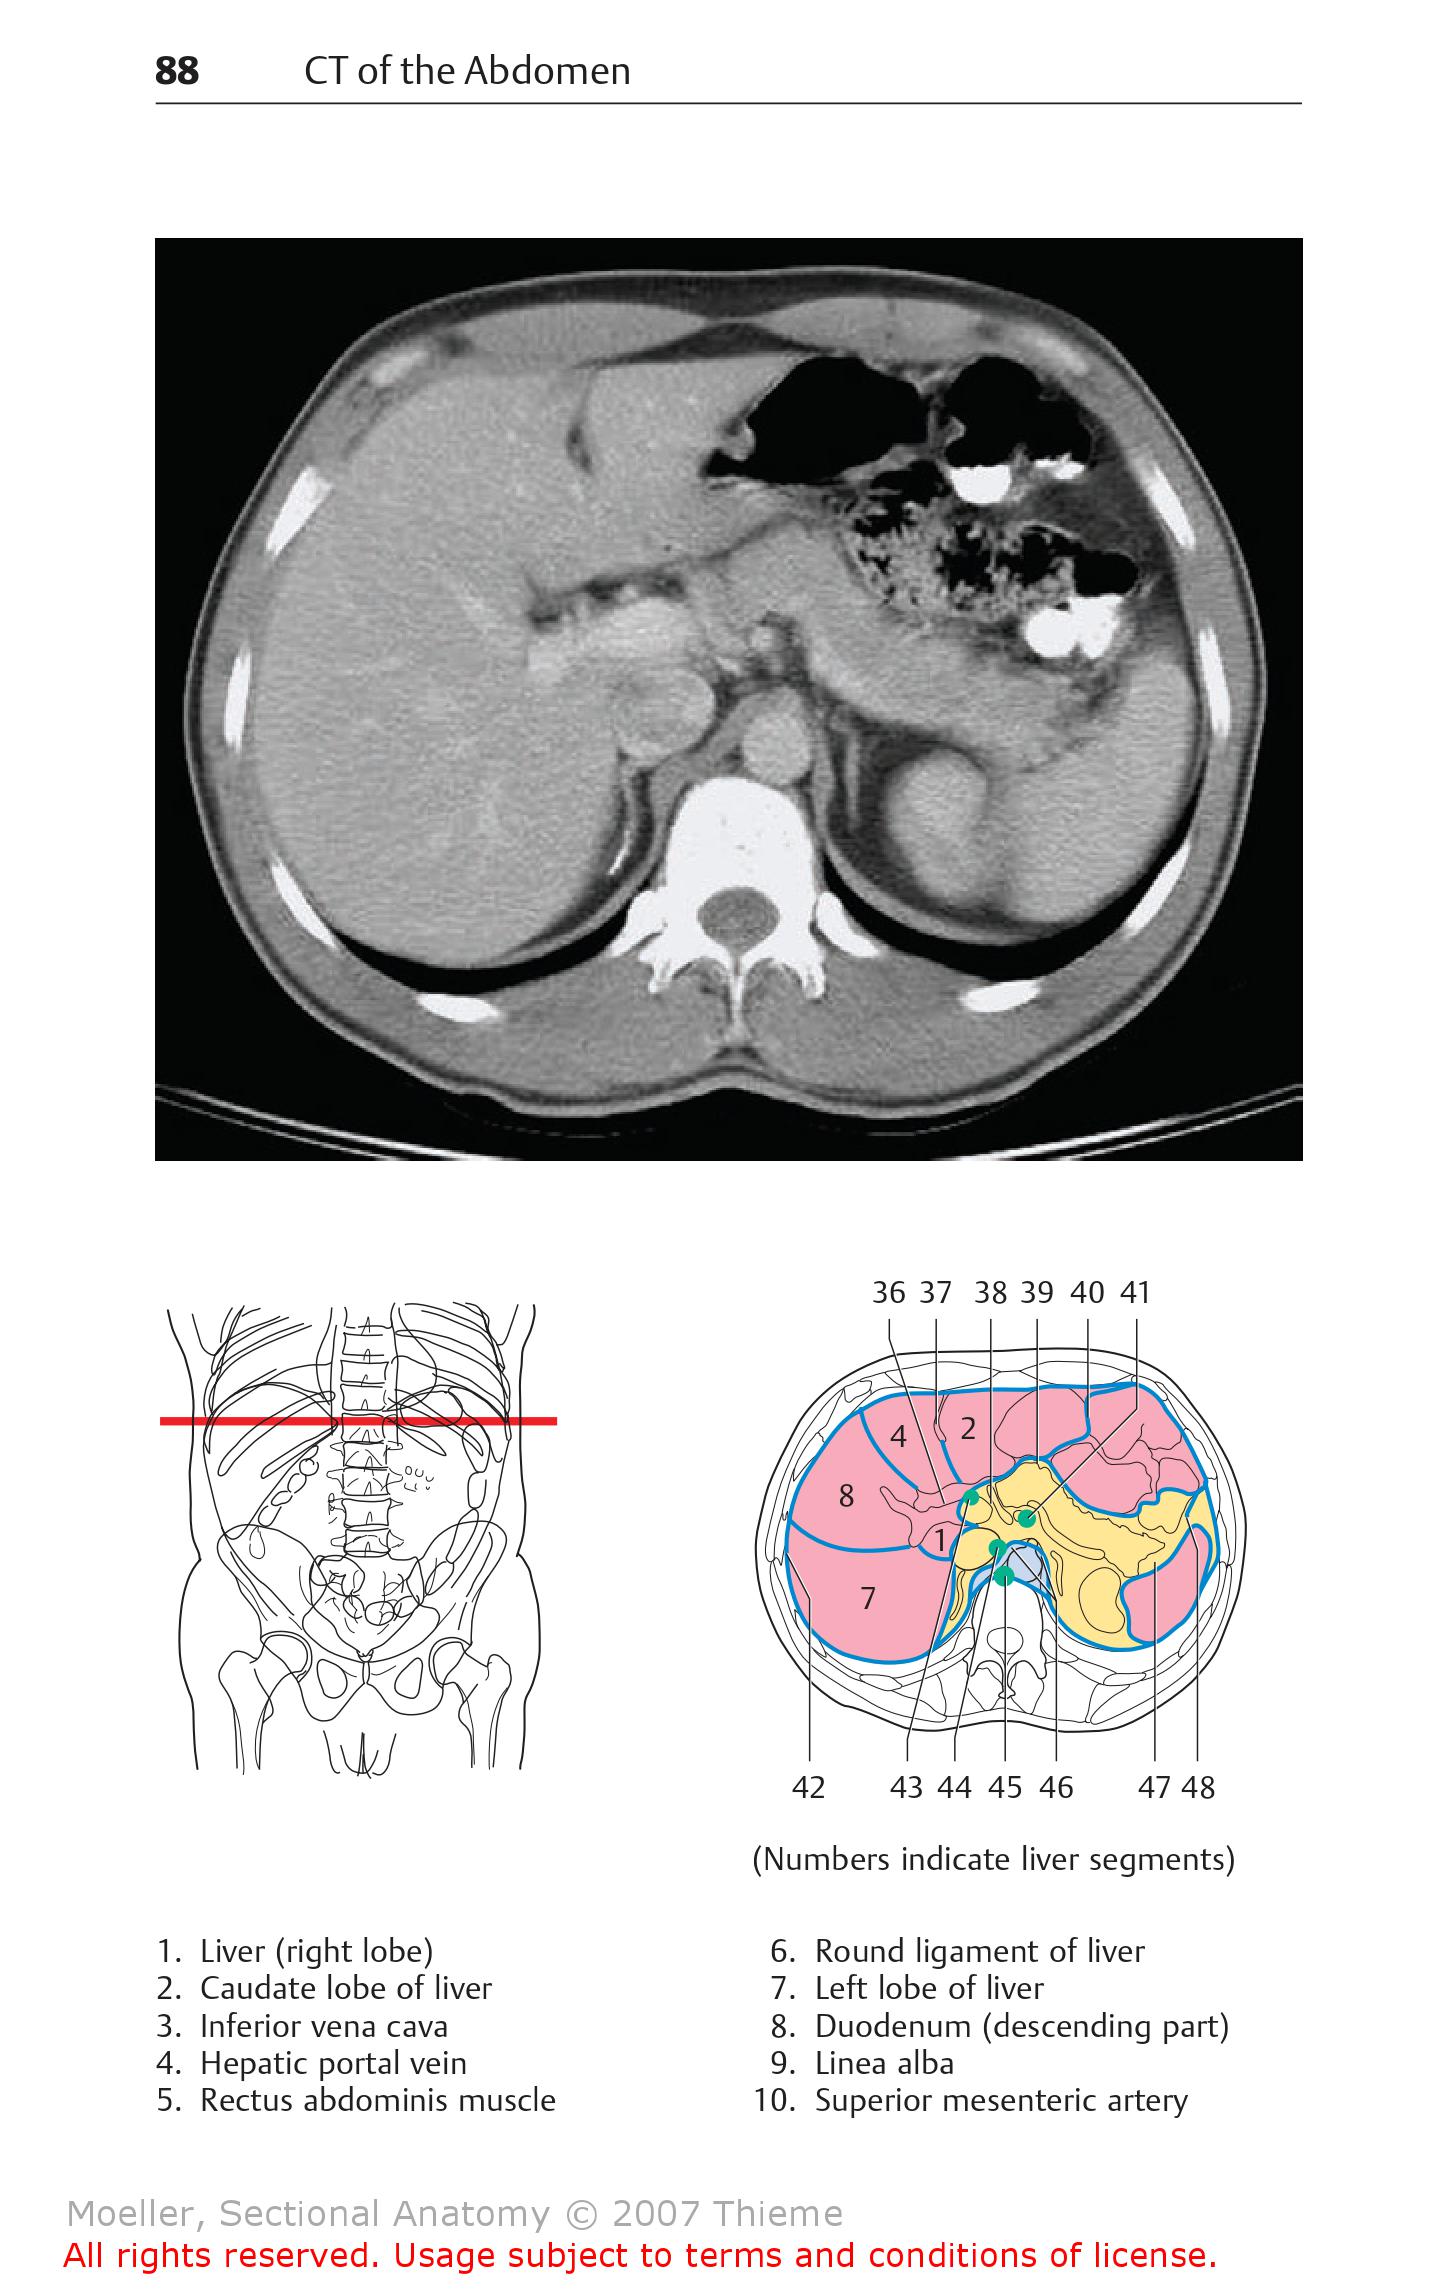 88 CT of the Abdomen
36 37 38 39 40 41
4 2
8
1
7
42 43 44 45 46 47 48
(Numbers indicate liver segments)
1. Liver (right lobe)
2. Caudate lobe of liver
3. Inferior vena cava
4. Hepatic portal vein
5. Rectus abdominis muscle
6. Round ligament of liver
7. Left lobe of liver
8. Duodenum (descending part)
9. Linea alba
10. Superior mesenteric artery
Moeller, Sectional Anatomy © 2007 Thieme
All rights reserved. Usage subject to terms and conditions of license.